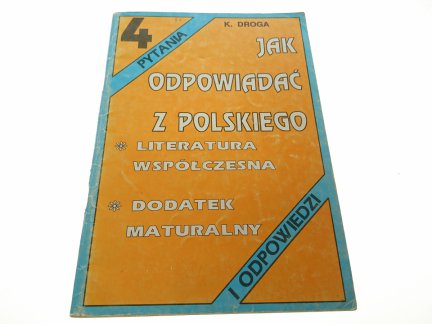 4
PYTANIA
K. DROGA
JAK
ODPOWIADAĆ
Z POLSKIEGO
* LITERATURA
WSPÓŁCZESNA
* DODATEK
MATURALNY
I ODPOWIEDZI